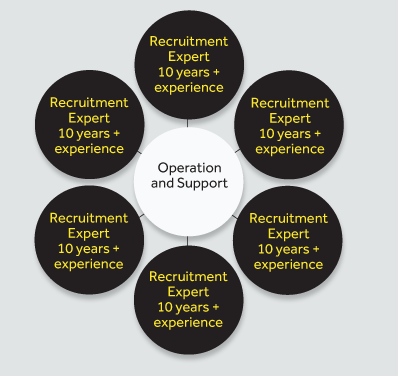 Recruitment
Expert
10 years +
experience
Recruitment
Expert
10 years +
experience
Recruitment
Expert
10 years +
experience
Operation
and Support
Recruitment
Expert
10 years +
experience
Recruitment
Expert
10 years +
experience
Recruitment
Expert
10 years +
experience